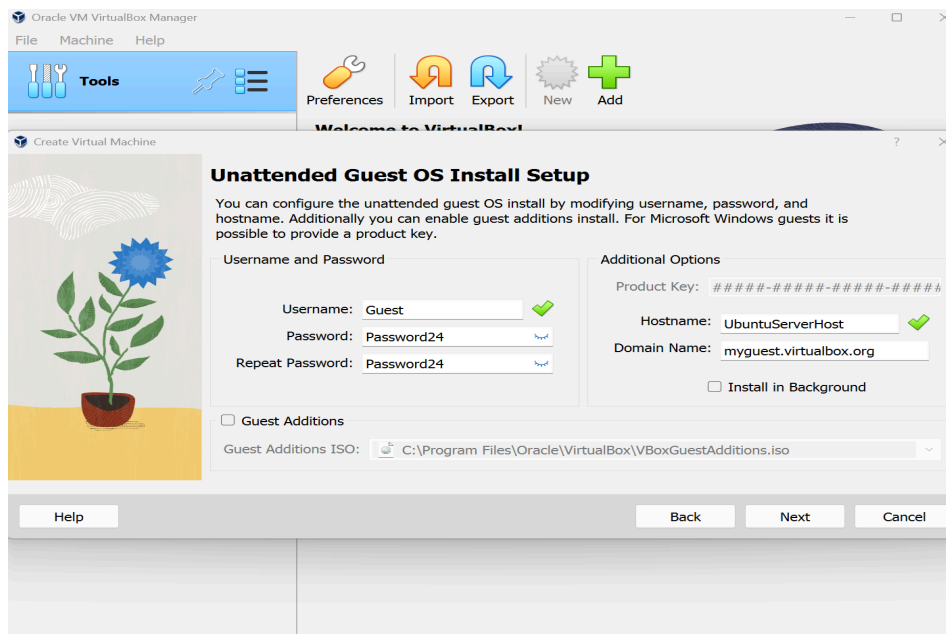 Oracle VM VirtualBox Manager
File Machine Help
Tools
Preferences Import Export New Add
Welcome to VirtualBox!
Create Virtual Machine
?
Unattended Guest OS Install Setup
You can configure the unattended guest OS install by modifying username, password, and
hostname. Additionally you can enable guest additions install. For Microsoft Windows guests it is
possible to provide a product key.
Username and Password
Username: Guest
Password: Password24
Repeat Password: Password24
Additional Options
Product Key: #####-#####-#####-#####
Hostname: UbuntuServerHost
Domain Name: myguest.virtualbox.org
Install in Background
Guest Additions
Guest Additions ISO: C:\Program Files\Oracle\VirtualBox\VBoxGuestAdditions.iso
Help Back Next Cancel